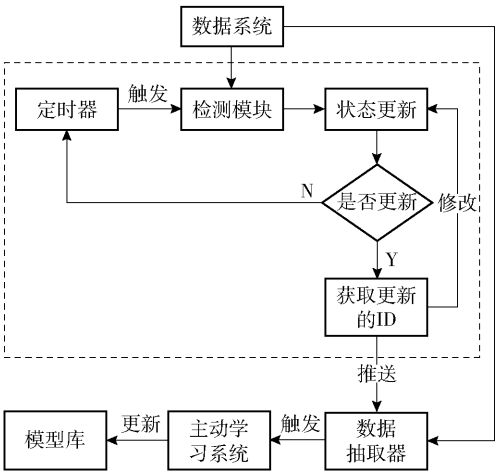 数据系统
定时器
触发
检测模块
状态更新
N
是否更新
修改
Y
获取更新
的ID
推送
模型库
更新
主动学
习系统
触发
数据
抽取器